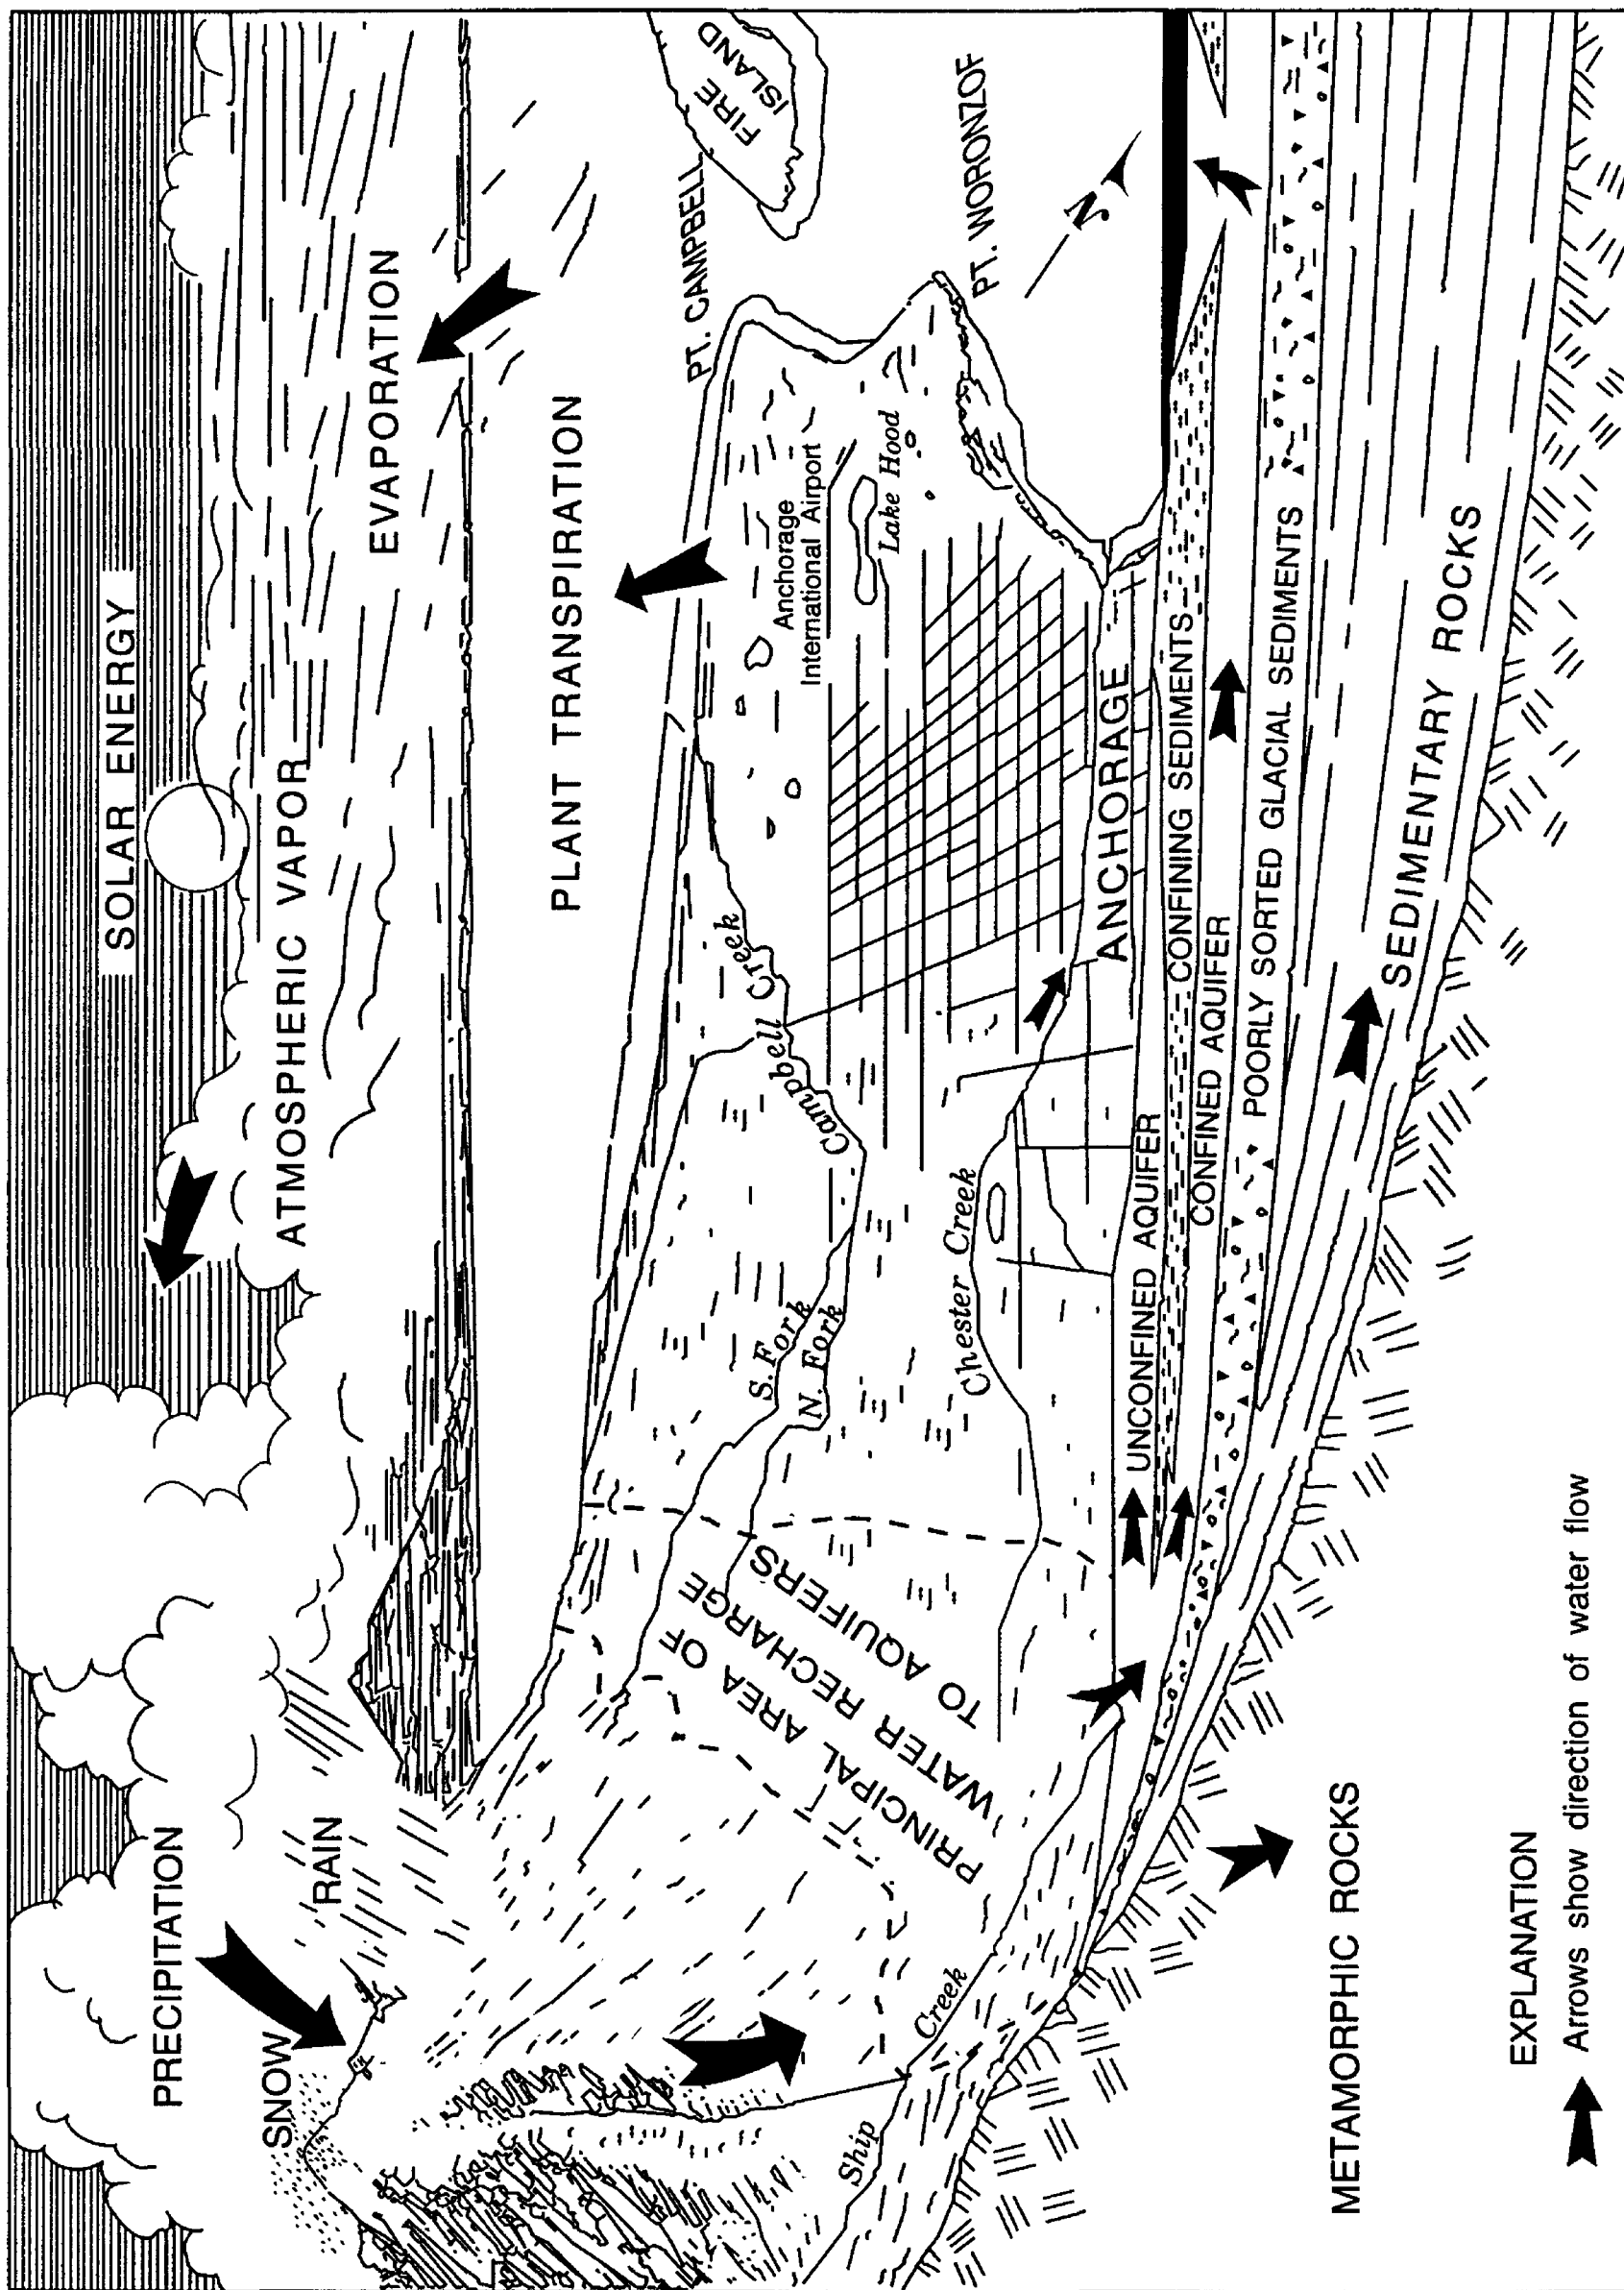 SOLAR ENERGY
PRECIPITATION
ATMOSPHERIC VAPOR
SNOW
RAIN
EVAPORATION
PLANT TRANSPIRATION
PT. CAMPBELL
FIRE
ISLAND
Anchorage
International Airport
Lake Hood
PT. WORONZOF
N
Campbell Creek
S. Fork
N. Fork
Chester Creek
PRINCIPAL AREA OF
WATER RECHARGE
TO AQUIFERS
Ship Creek
ANCHORAGE
UNCONFINED AQUIFER
CONFINING SEDIMENTS
CONFINED AQUIFER
POORLY SORTED GLACIAL SEDIMENTS
SEDIMENTARY ROCKS
METAMORPHIC ROCKS
EXPLANATION
Arrows show direction of water flow